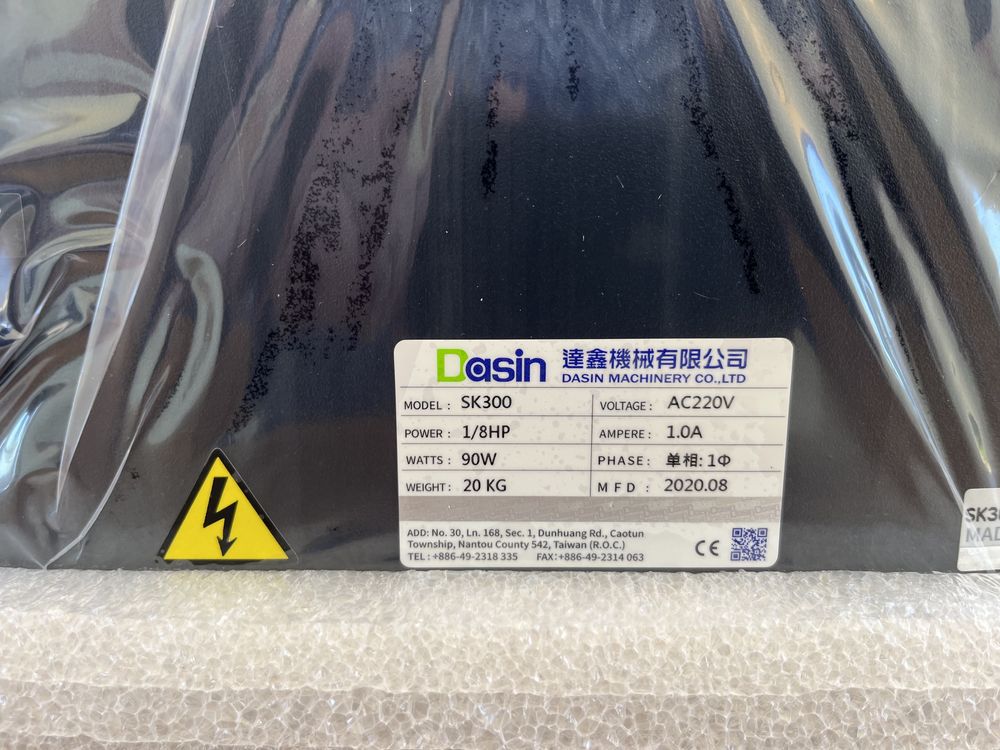 Dasin 達鑫機械有限公司
DASIN MACHINERY CO.,LTD
MODEL : SK300
VOLTAGE : AC220V
POWER : 1/8HP
AMPERE : 1.0A
WATTS : 90W
PHASE : 单相: 1Φ
WEIGHT : 20 KG
MFD : 2020.08
ADD: No. 30, Ln. 168, Sec. 1, Dunhuang Rd., Caotun
Township, Nantou County 542, Taiwan (R.O.C.)
TEL : +886-49-2318 335 FAX:+886-49-2314 063
CE